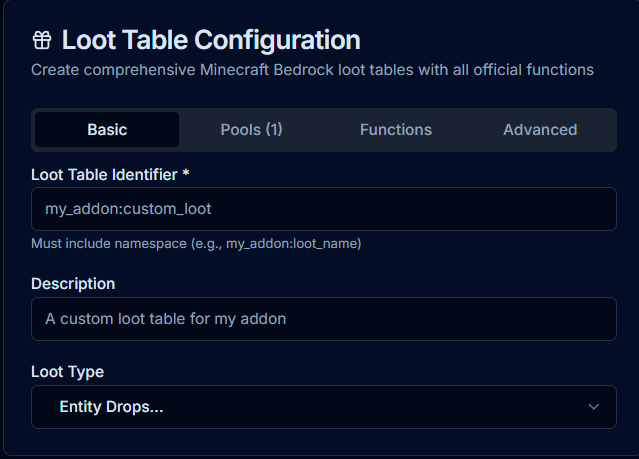 Loot Table Configuration
Create comprehensive Minecraft Bedrock loot tables with all official functions
Basic Pools (1) Functions Advanced
Loot Table Identifier *
my_addon:custom_loot
Must include namespace (e.g., my_addon:loot_name)
Description
A custom loot table for my addon
Loot Type
Entity Drops...